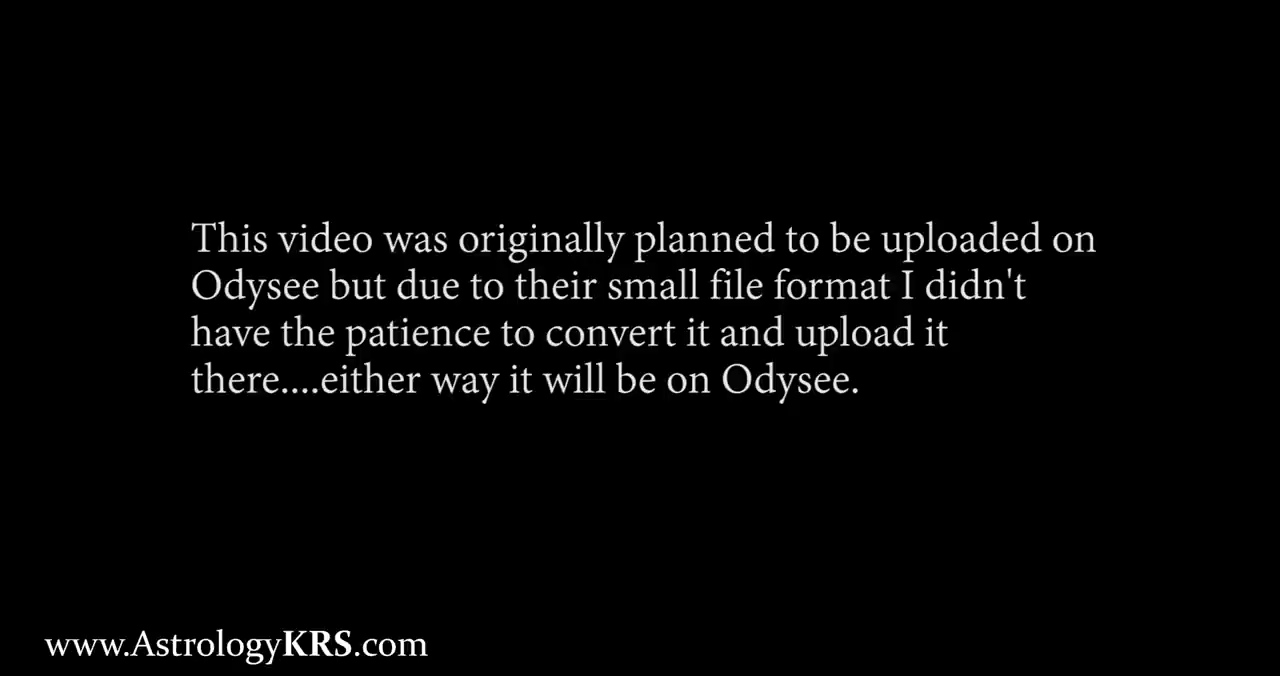 This video was originally planned to be uploaded on
Odysee but due to their small file format I didn't
have the patience to convert it and upload it
there....either way it will be on Odysee.
www.AstrologyKRS.com